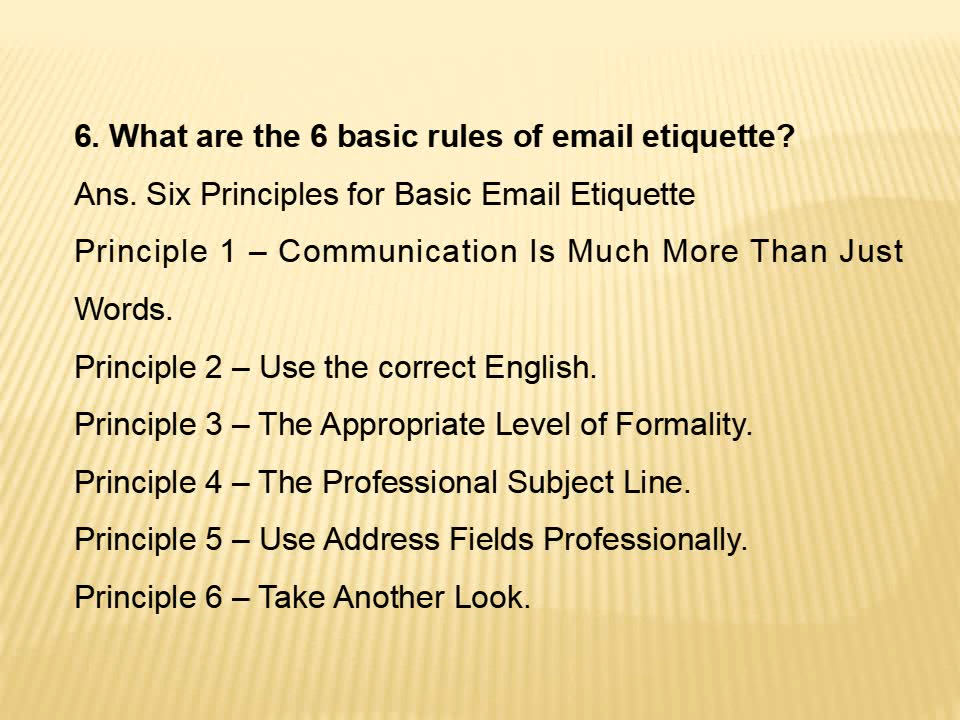 6. What are the 6 basic rules of email etiquette?
Ans. Six Principles for Basic Email Etiquette
Principle 1 – Communication Is Much More Than Just
Words.
Principle 2 – Use the correct English.
Principle 3 – The Appropriate Level of Formality.
Principle 4 – The Professional Subject Line.
Principle 5 – Use Address Fields Professionally.
Principle 6 – Take Another Look.